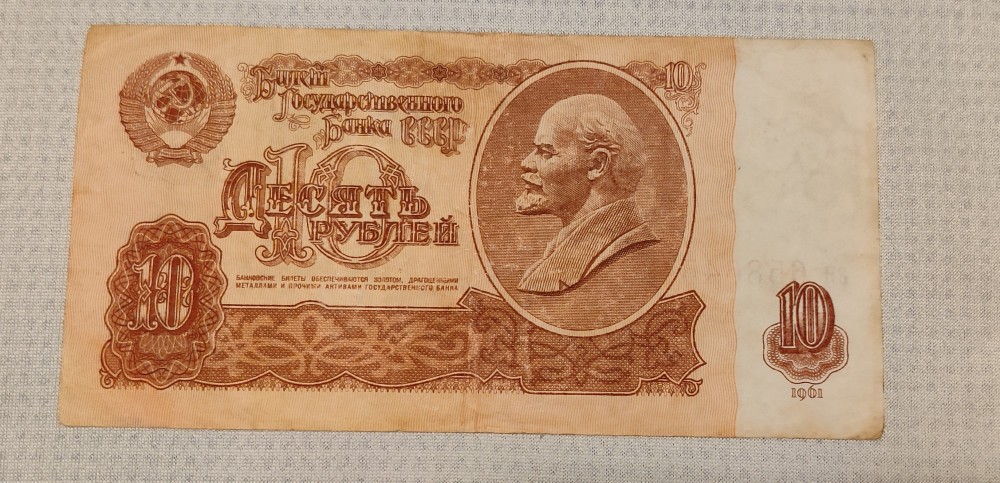 Билет
Государственного
Банка СССР
10
10
Десять
рублей
БАНКОВСКИЕ БИЛЕТЫ ОБЕСПЕЧИВАЮТСЯ ЗОЛОТОМ, ДРАГОЦЕННЫМИ
МЕТАЛЛАМИ И ПРОЧИМИ АКТИВАМИ ГОСУДАРСТВЕННОГО БАНКА
10
10
1961